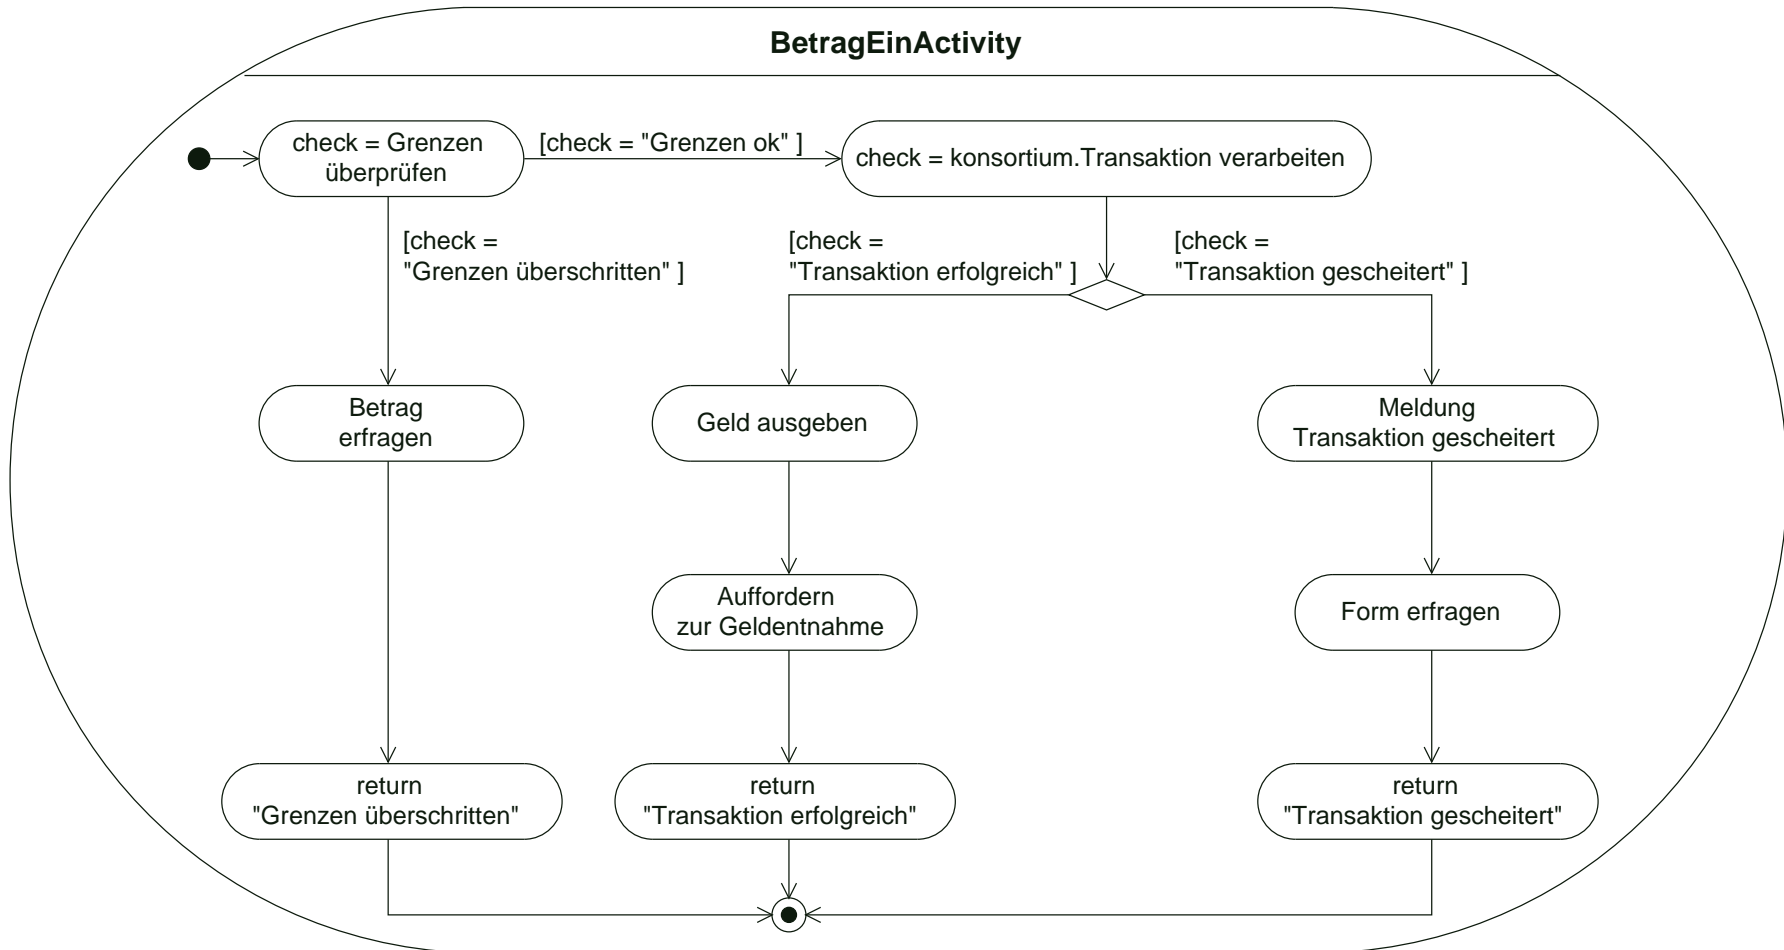 BetragEinActivity
check = Grenzen
überprüfen
[check = "Grenzen ok" ]
check = konsortium.Transaktion verarbeiten
[check =
"Grenzen überschritten" ]
[check =
"Transaktion erfolgreich" ]
[check =
"Transaktion gescheitert" ]
Betrag
erfragen
Geld ausgeben
Meldung
Transaktion gescheitert
Auffordern
zur Geldentnahme
Form erfragen
return
"Grenzen überschritten"
return
"Transaktion erfolgreich"
return
"Transaktion gescheitert"